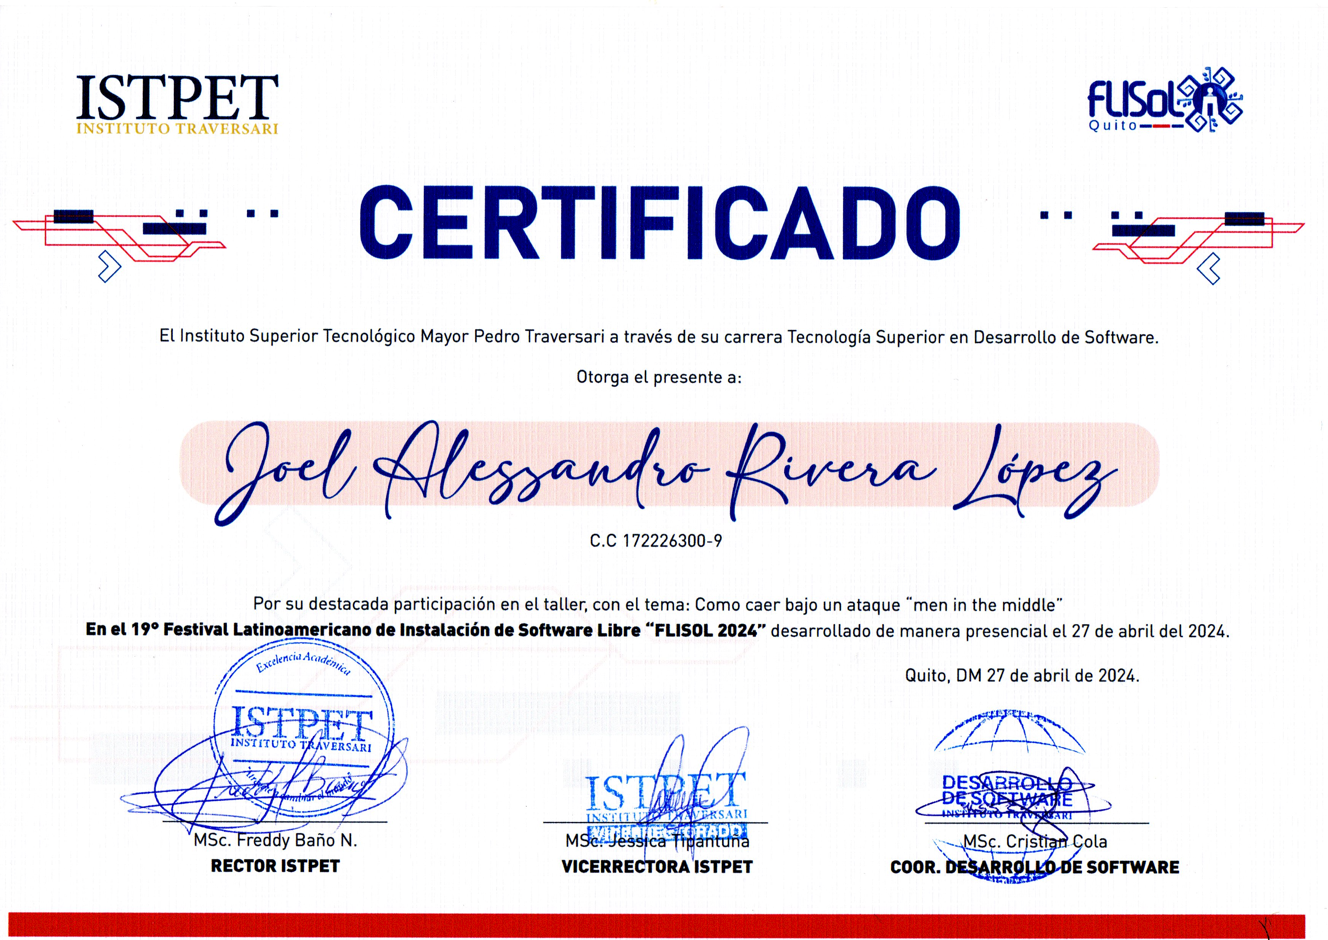 ISTPET
INSTITUTO TRAVERSARI
FLISoL
Quito
CERTIFICADO
El Instituto Superior Tecnológico Mayor Pedro Traversari a través de su carrera Tecnología Superior en Desarrollo de Software.
Otorga el presente a:
Joel Alessandro Rivera López
C.C 172226300-9
Por su destacada participación en el taller, con el tema: Como caer bajo un ataque “men in the middle”
En el 19° Festival Latinoamericano de Instalación de Software Libre “FLISOL 2024” desarrollado de manera presencial el 27 de abril del 2024.
Quito, DM 27 de abril de 2024.
Excelencia Académica
ISTPET
INSTITUTO TRAVERSARI
ISTPET
INSTITUTO TRAVERSARI
VICERRECTORADO
DESARROLLO
DE SOFTWARE
INSTITUTO TRAVERSARI
MSc. Freddy Baño N.
RECTOR ISTPET
MSc. Jessica Tipantuña
VICERRECTORA ISTPET
MSc. Cristian Cola
COOR. DESARROLLO DE SOFTWARE